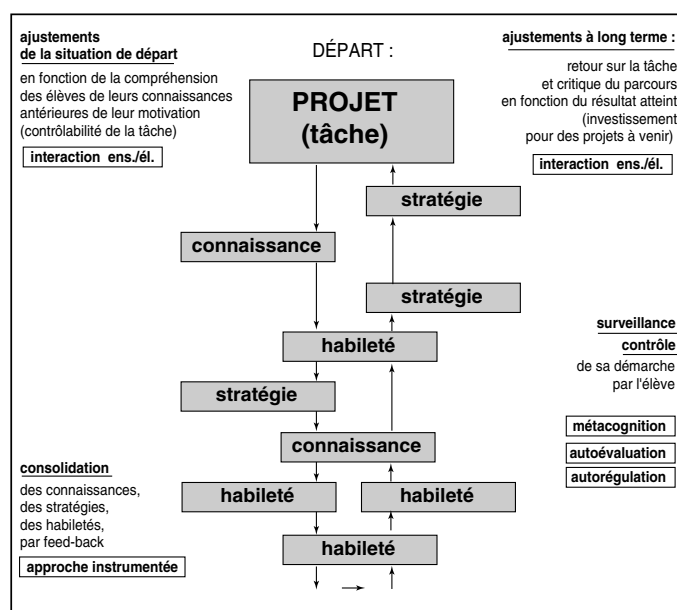 ajustements
de la situation de départ
en fonction de la compréhension
des élèves de leurs connaissances
antérieures de leur motivation
(contrôlabilité de la tâche)
interaction ens./él.
DÉPART :
PROJET
(tâche)
ajustements à long terme :
retour sur la tâche
et critique du parcours
en fonction du résultat atteint
(investissement
pour des projets à venir)
interaction ens./él.
stratégie
connaissance
stratégie
habileté
stratégie
connaissance
habileté
habileté
habileté
surveillance
contrôle
de sa démarche
par l'élève
métacognition
autoévaluation
autorégulation
consolidation
des connaissances,
des stratégies,
des habiletés,
par feed-back
approche instrumentée